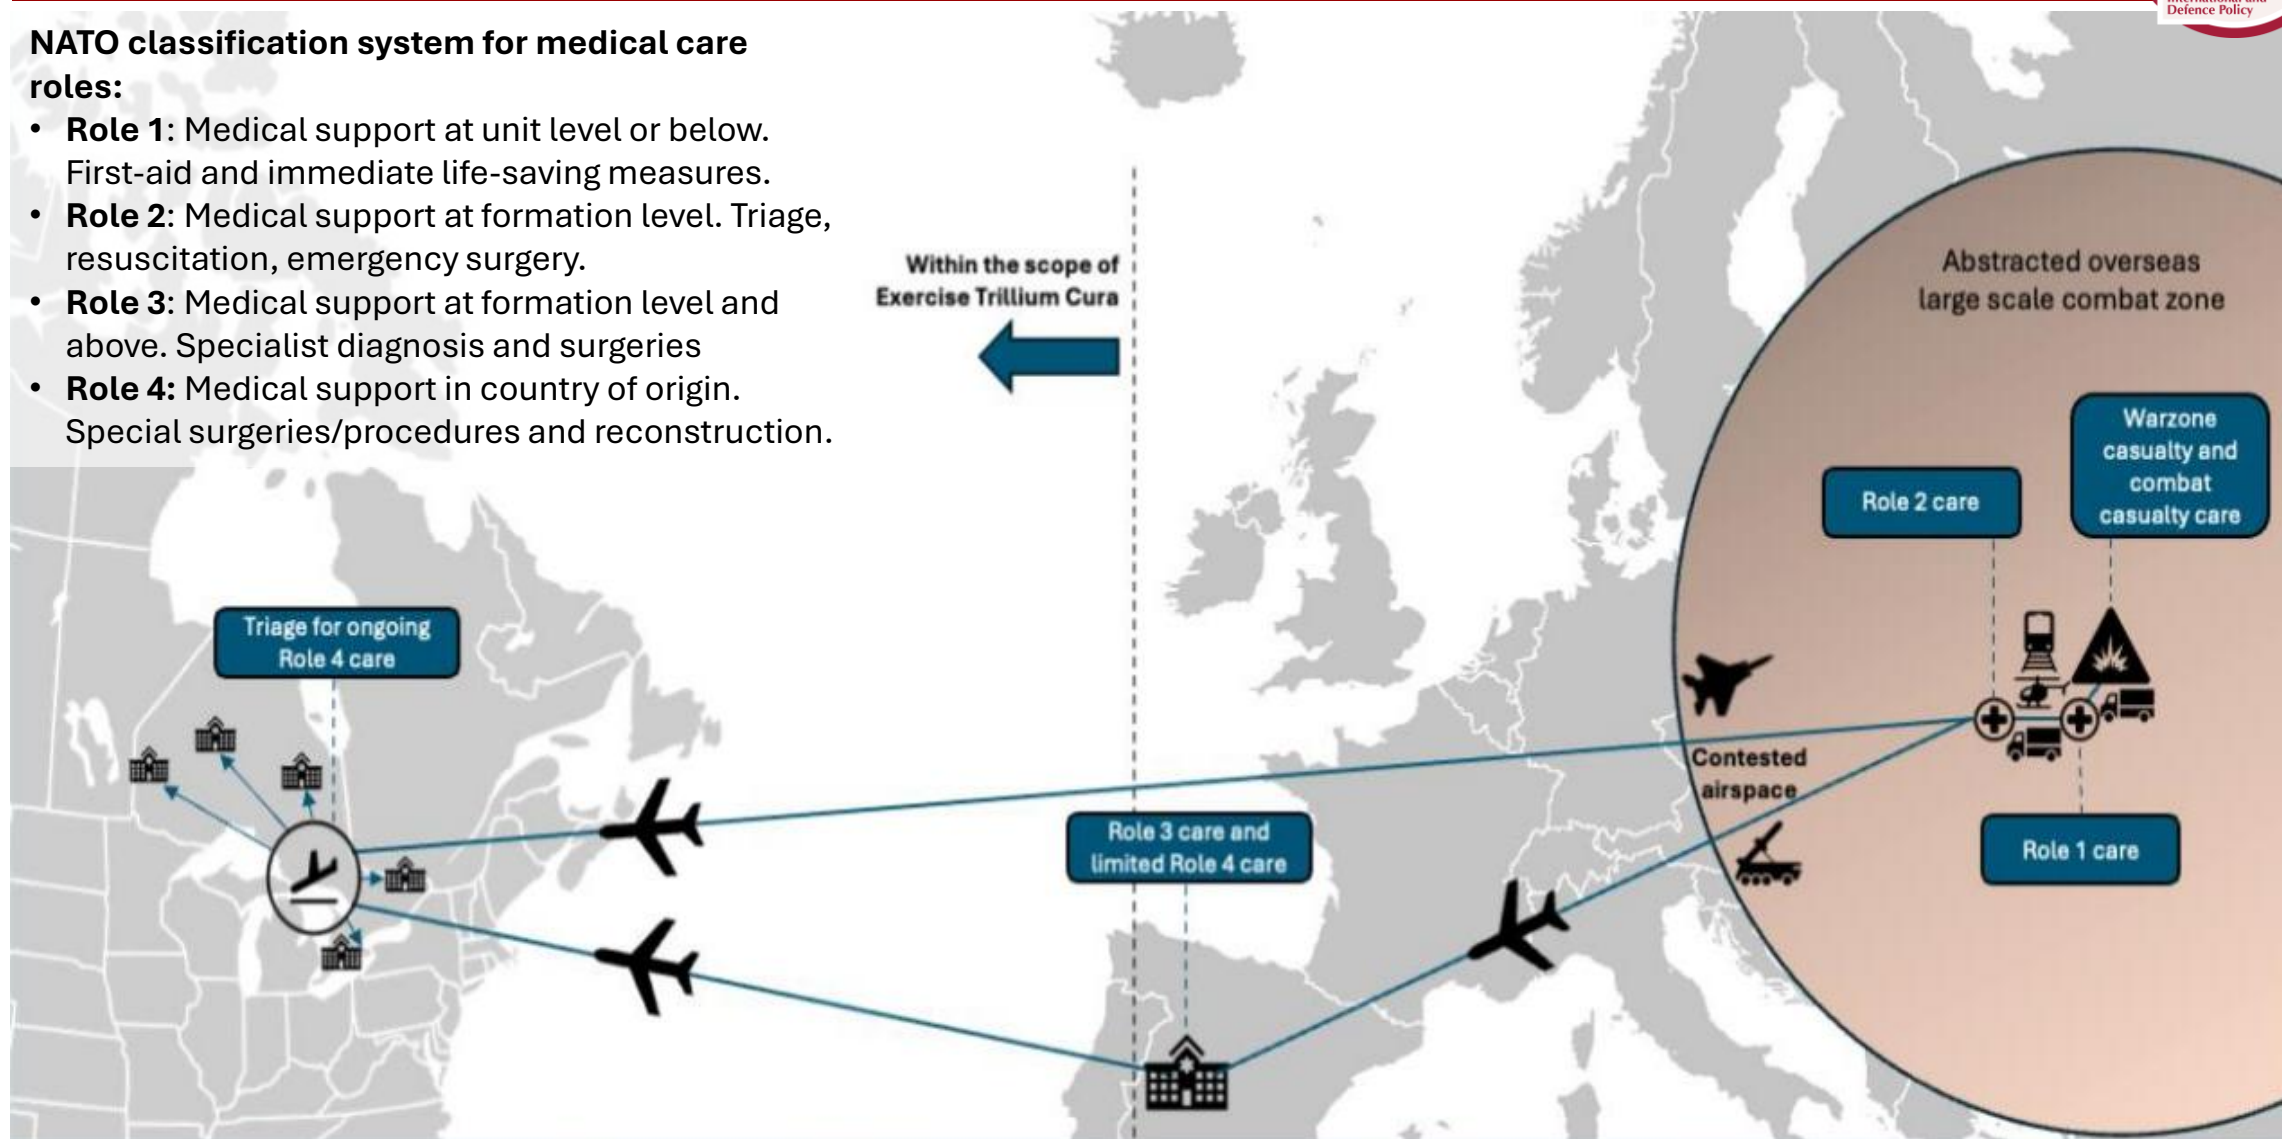 International and
Defence Policy
NATO classification system for medical care
roles:
• Role 1: Medical support at unit level or below.
First-aid and immediate life-saving measures.
• Role 2: Medical support at formation level. Triage,
resuscitation, emergency surgery.
• Role 3: Medical support at formation level and
above. Specialist diagnosis and surgeries
• Role 4: Medical support in country of origin.
Special surgeries/procedures and reconstruction.
Within the scope of
Exercise Trillium Cura
Abstracted overseas
large scale combat zone
Warzone
casualty and
combat
casualty care
Role 2 care
Triage for ongoing
Role 4 care
Contested
airspace
Role 3 care and
limited Role 4 care
Role 1 care